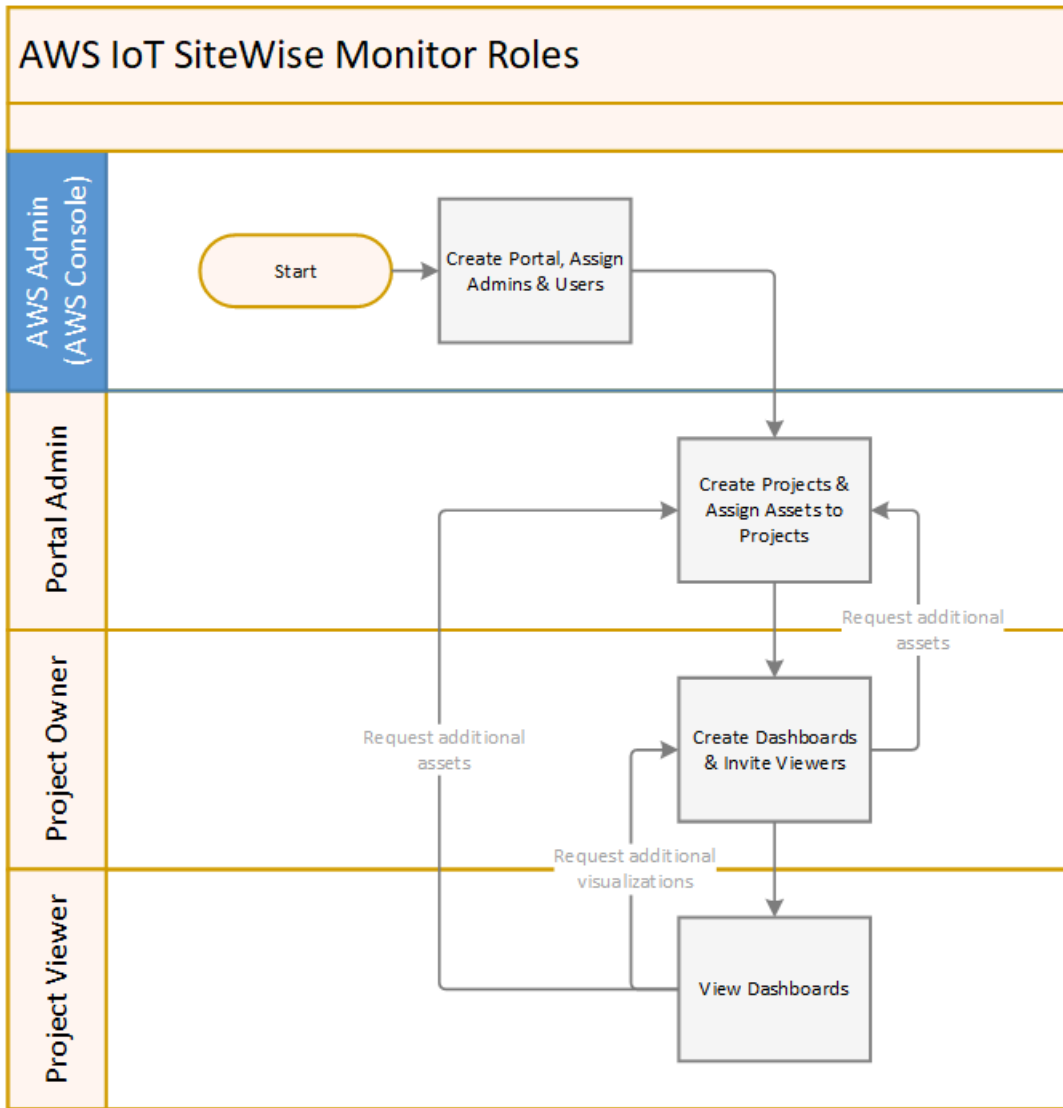 AWS IoT SiteWise Monitor Roles
AWS Admin
(AWS Console)
Start
Create Portal, Assign
Admins & Users
Portal Admin
Create Projects &
Assign Assets to
Projects
Request additional
assets
Project Owner
Create Dashboards
& Invite Viewers
Request additional
assets
Request additional
visualizations
Project Viewer
View Dashboards